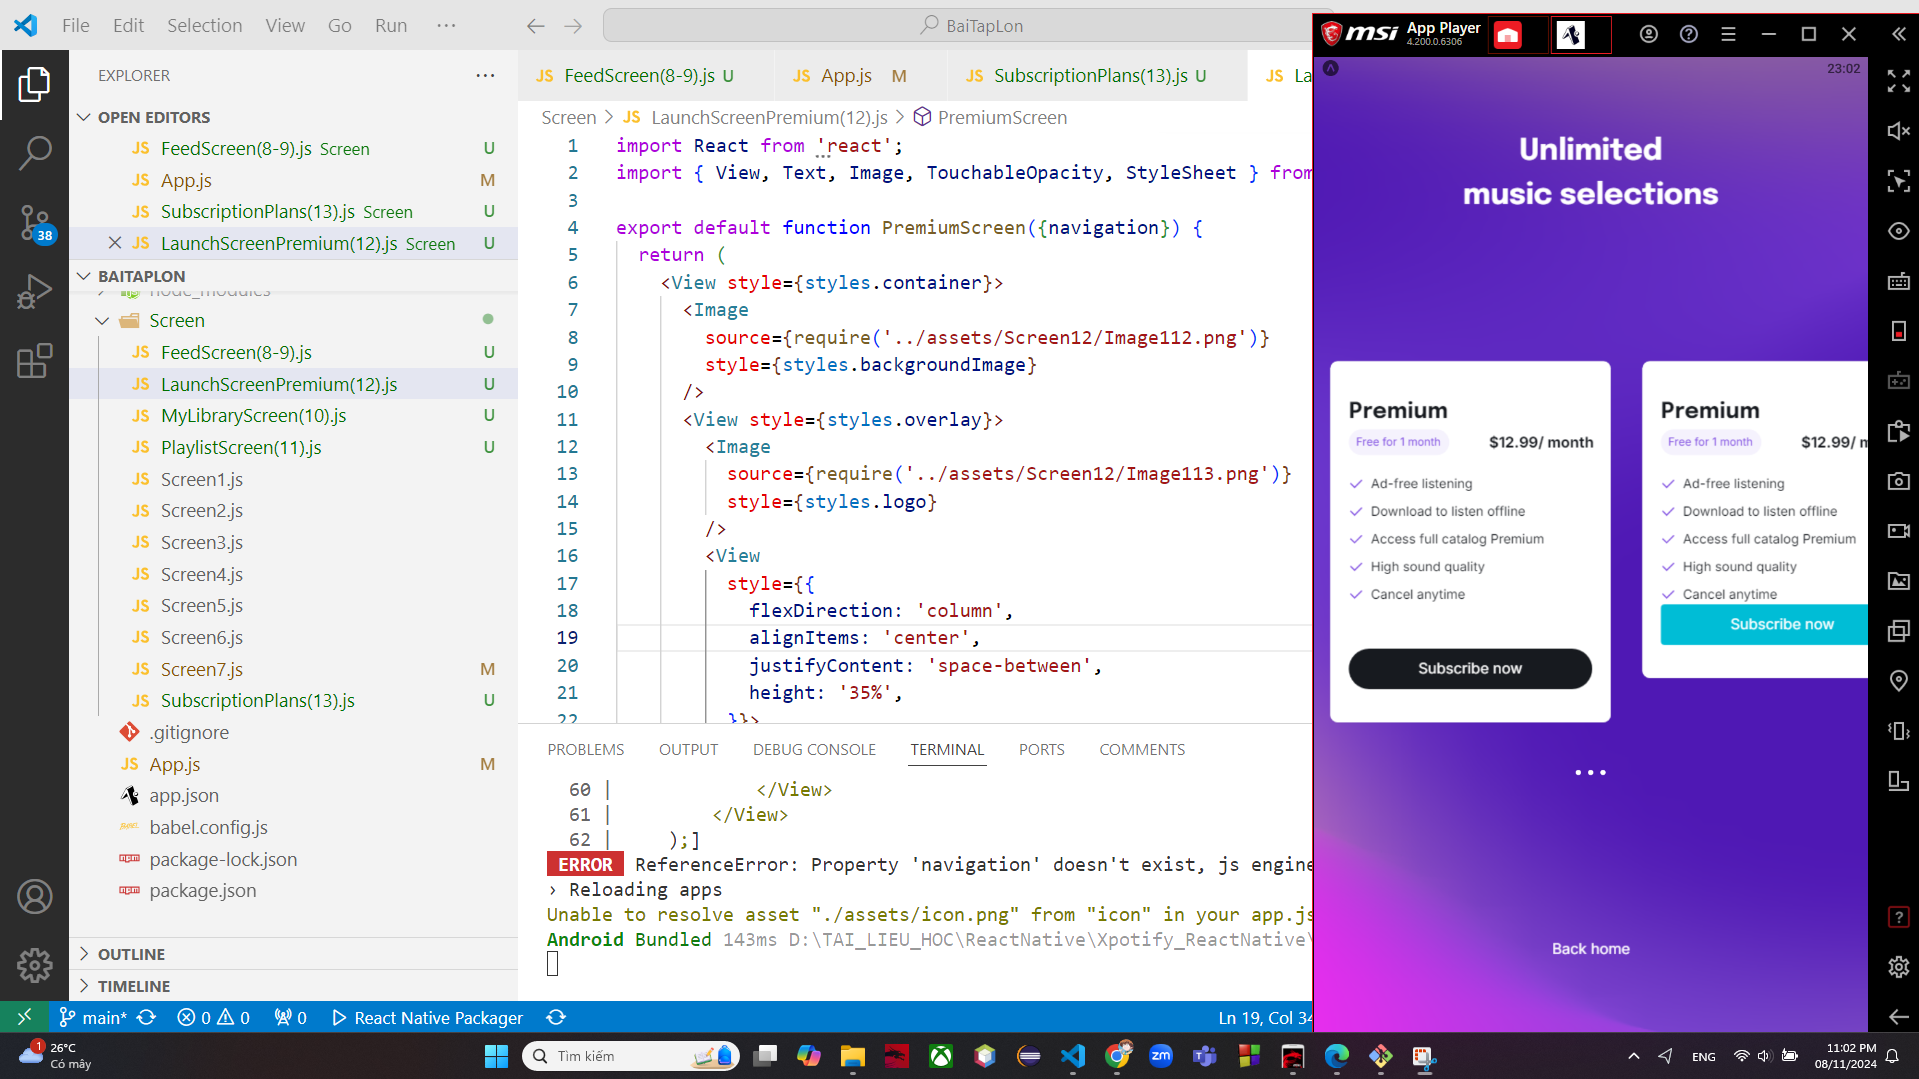 File Edit Selection View Go Run ···
BaiTapLon
EXPLORER
OPEN EDITORS
JS FeedScreen(8-9).js Screen U
JS App.js M
JS SubscriptionPlans(13).js Screen U
JS LaunchScreenPremium(12).js Screen U
BAITAPLON
node_modules
Screen
JS FeedScreen(8-9).js U
JS LaunchScreenPremium(12).js U
JS MyLibraryScreen(10).js U
JS PlaylistScreen(11).js U
JS Screen1.js
JS Screen2.js
JS Screen3.js
JS Screen4.js
JS Screen5.js
JS Screen6.js
JS Screen7.js M
JS SubscriptionPlans(13).js U
.gitignore
JS App.js M
app.json
babel.config.js
package-lock.json
package.json
OUTLINE
TIMELINE
38
JS FeedScreen(8-9).js U JS App.js M JS SubscriptionPlans(13).js U JS La
Screen > JS LaunchScreenPremium(12).js > PremiumScreen
1 import React from 'react';
2 import { View, Text, Image, TouchableOpacity, StyleSheet } from
3
4 export default function PremiumScreen({navigation}) {
5 return (
6 <View style={styles.container}>
7 <Image
8 source={require('../assets/Screen12/Image112.png')}
9 style={styles.backgroundImage}
10 />
11 <View style={styles.overlay}>
12 <Image
13 source={require('../assets/Screen12/Image113.png')}
14 style={styles.logo}
15 />
16 <View
17 style={{
18 flexDirection: 'column',
19 alignItems: 'center',
20 justifyContent: 'space-between',
21 height: '35%',
22 }}>
PROBLEMS OUTPUT DEBUG CONSOLE TERMINAL PORTS COMMENTS
60 | </View>
61 | </View>
62 | );]
ERROR ReferenceError: Property 'navigation' doesn't exist, js engine
› Reloading apps
Unable to resolve asset "./assets/icon.png" from "icon" in your app.js
Android Bundled 143ms D:\TAI_LIEU_HOC\ReactNative\Xpotify_ReactNative\
main* 0 0 0 React Native Packager Ln 19, Col 34
msi App Player
4.200.0.6306
23:02
Unlimited
music selections
Premium
Free for 1 month $12.99/ month
Ad-free listening
Download to listen offline
Access full catalog Premium
High sound quality
Cancel anytime
Subscribe now
Premium
Free for 1 month $12.99/ m
Ad-free listening
Download to listen offline
Access full catalog Premium
High sound quality
Cancel anytime
Subscribe now
Back home
1
26°C
Có mây
Tìm kiếm
zm
ENG
11:02 PM
08/11/2024